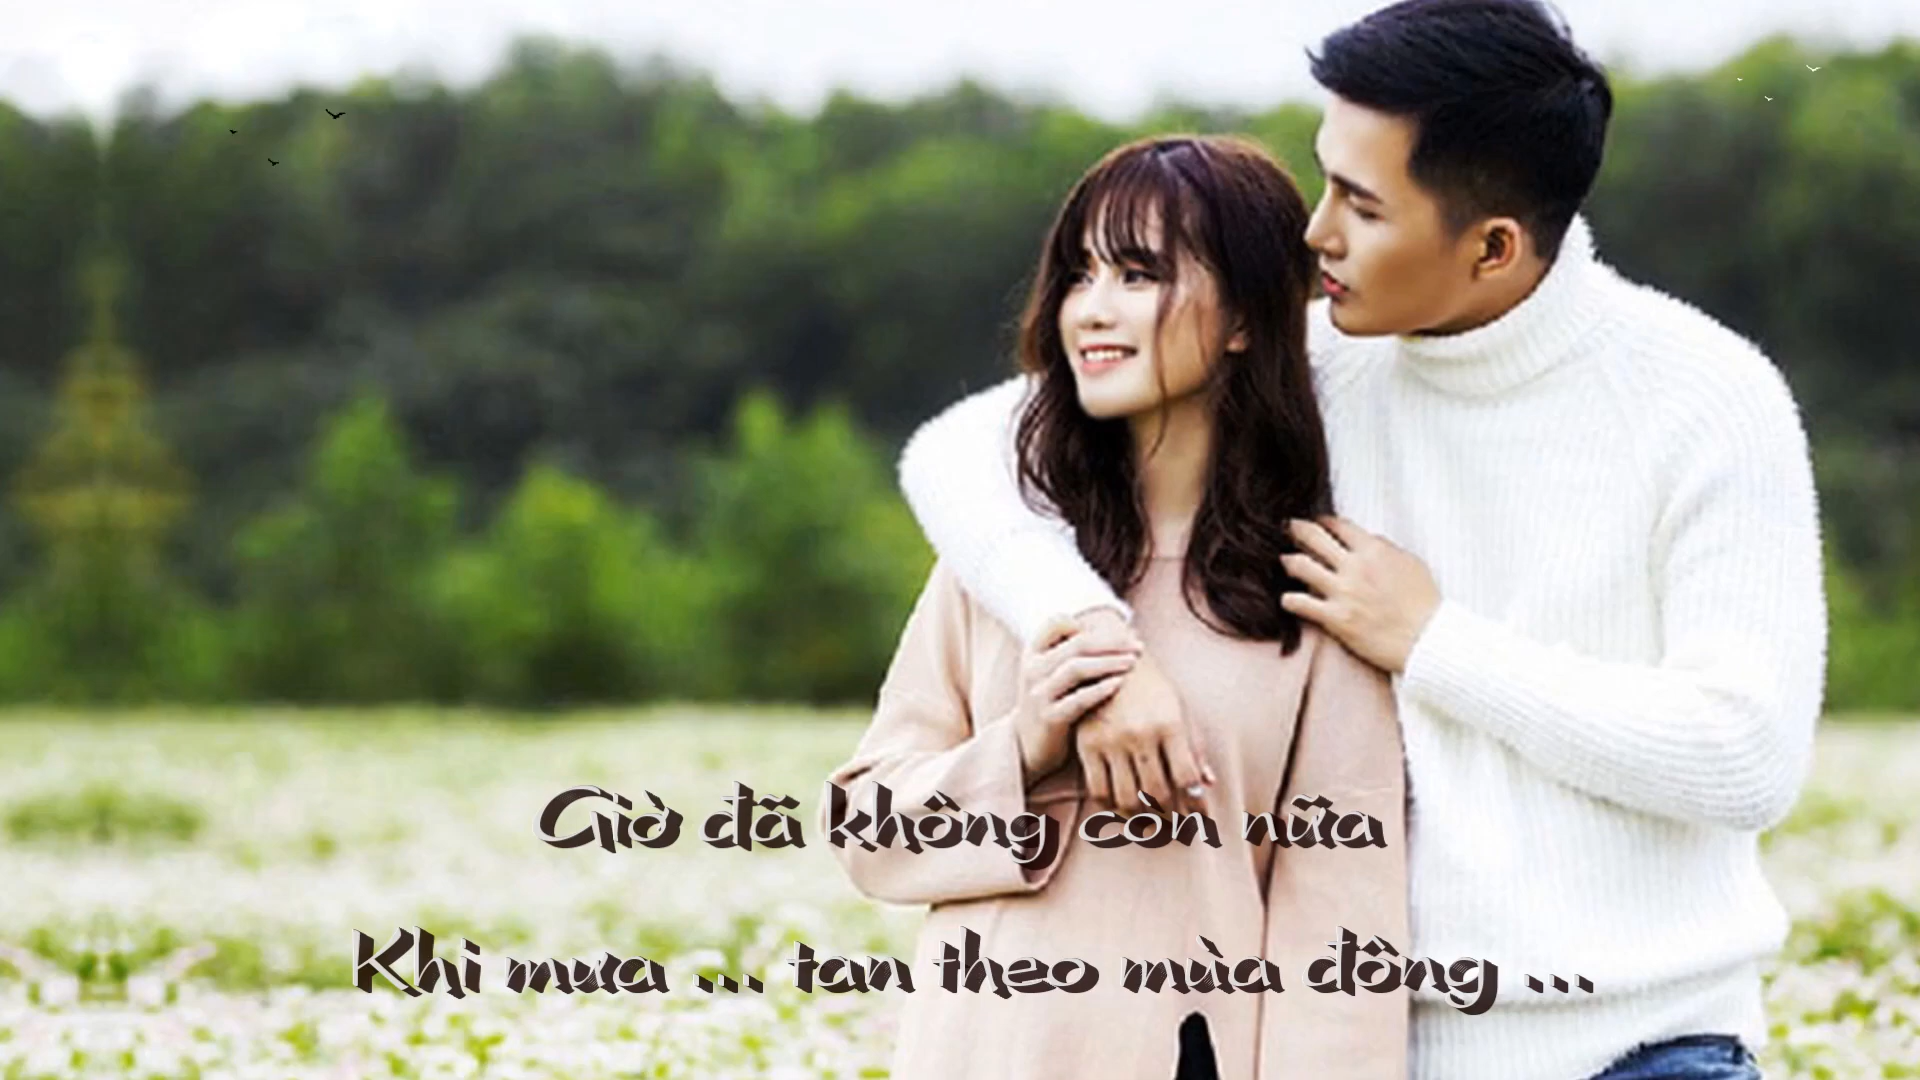 Giờ đã không còn nữa
Khi mưa ... tan theo mùa đông ...